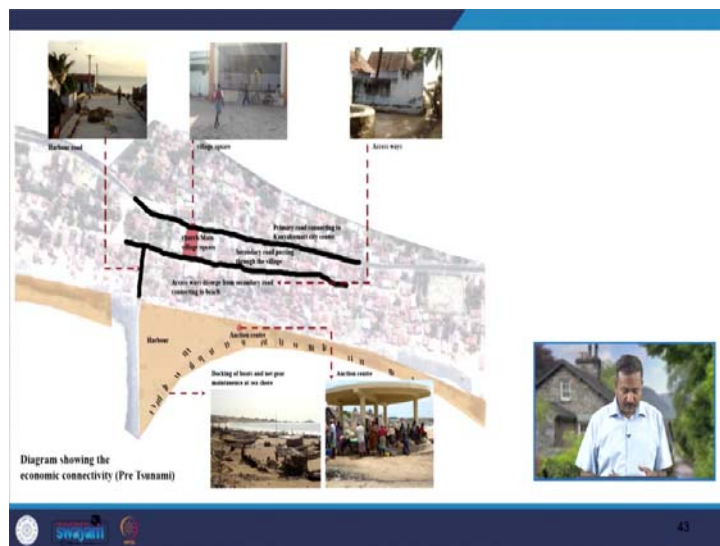 Harbour road
village square
Access ways
Primary road connecting to
Kanyakumari city center
church/Main
village square
Secondary road passing
through the village
Access ways diverge from secondary road
connecting to beach
Harbour
Auction centre
Docking of boats and net gear
maintanence at sea shore
Auction centre
Diagram showing the
economic connectivity (Pre Tsunami)
swayam
43